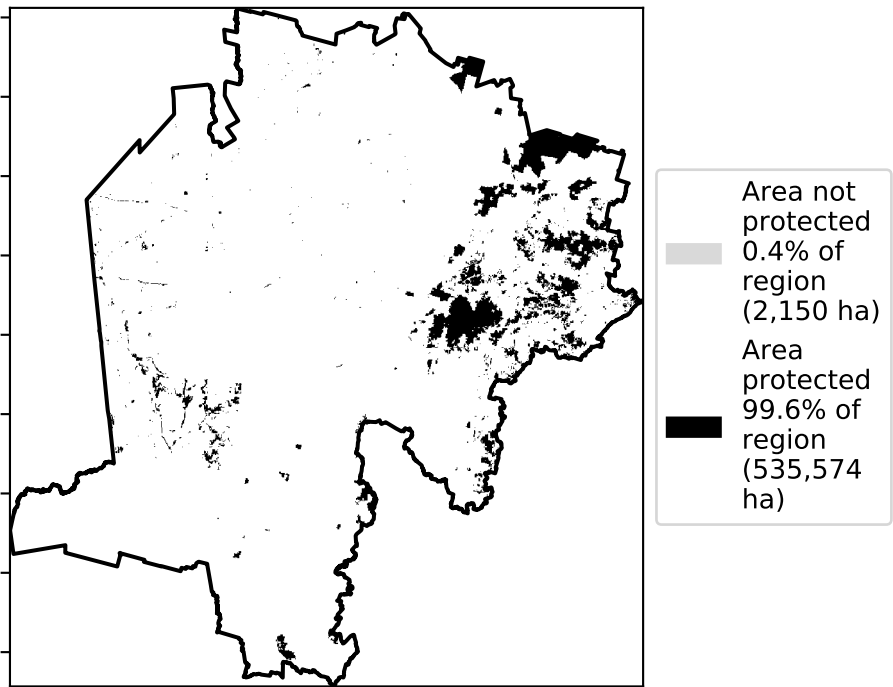 Area not
protected
0.4% of
region
(2,150 ha)
Area
protected
99.6% of
region
(535,574
ha)